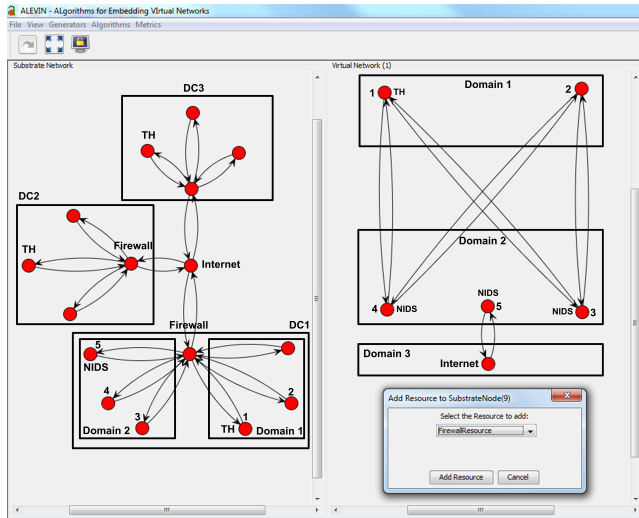 ALEVIN - ALgorithms for Embedding VIrtual Networks
File View Generators Algorithms Metrics
Substrate Network
DC3
TH
DC2
TH
Firewall
Internet
Firewall
DC1
5
NIDS
4
3
Domain 2
2
1
TH
Domain 1
Virtual Network (1)
Domain 1
1
TH
2
Domain 2
NIDS
5
4
NIDS
NIDS
3
Domain 3
Internet
Add Resource to SubstrateNode(9)
Select the Resource to add:
FirewallResource
Add Resource
Cancel